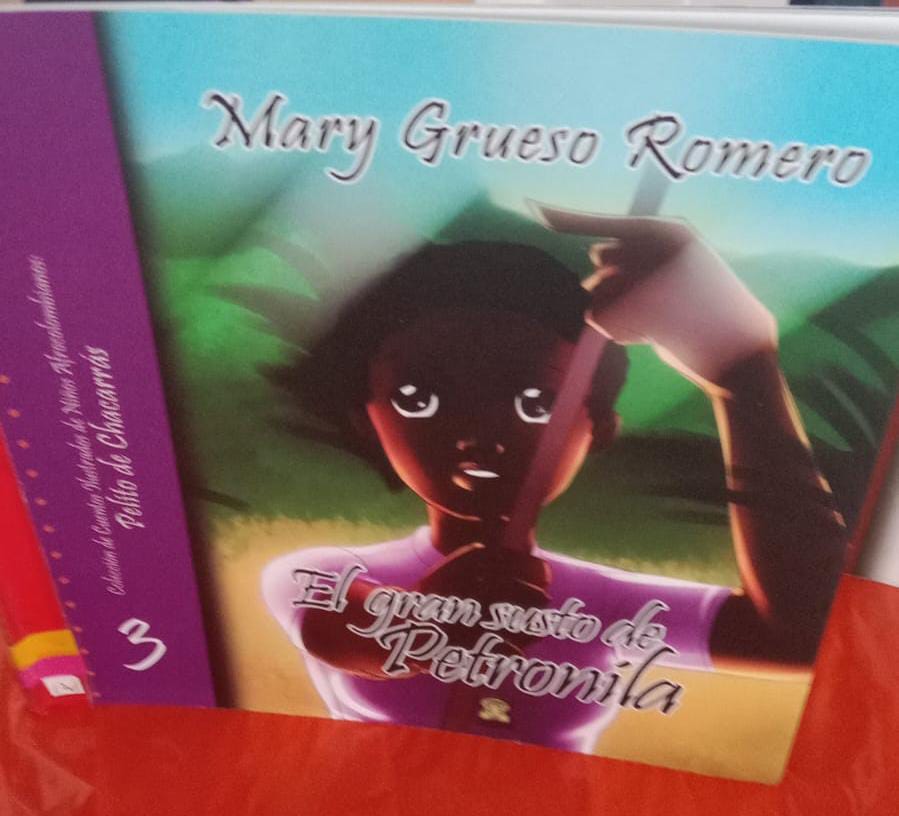 Mary Grueso Romero
El gran susto de
Petronila
Colección de Cuentos Ilustrados de Niños Afrocolombianos
Pelito de Chacarrás
3
N